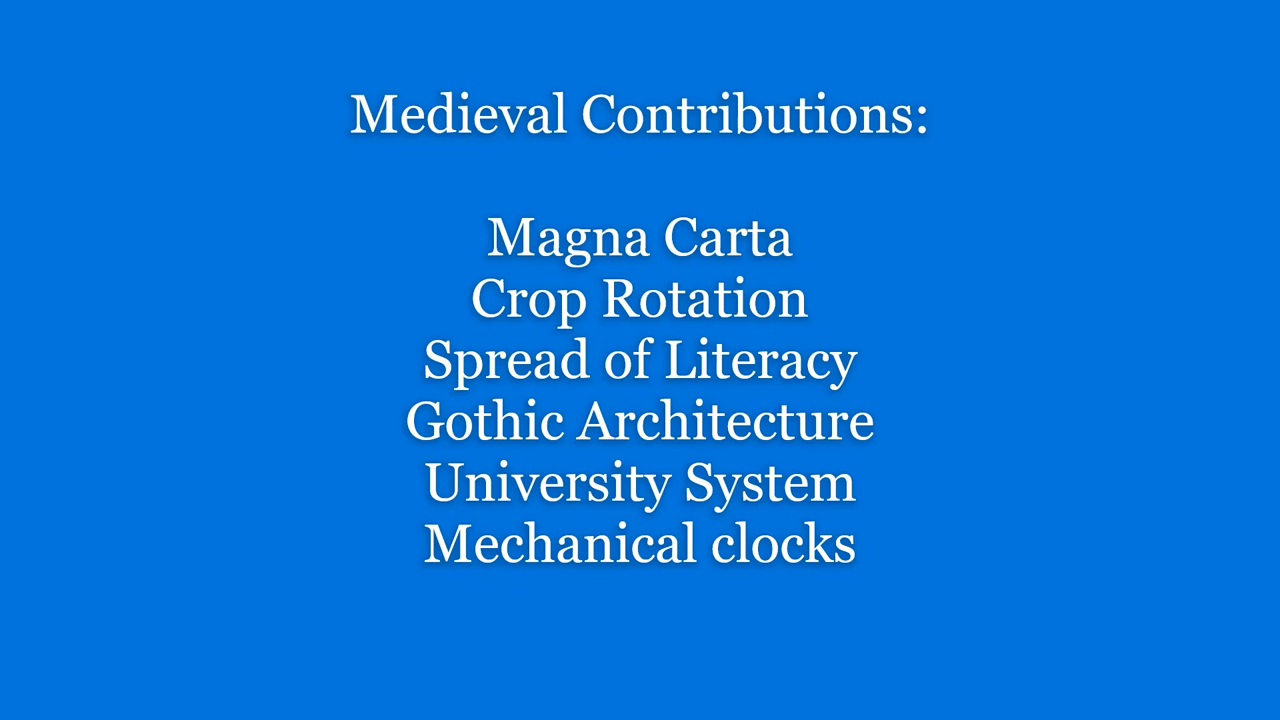 Medieval Contributions:
Magna Carta
Crop Rotation
Spread of Literacy
Gothic Architecture
University System
Mechanical clocks